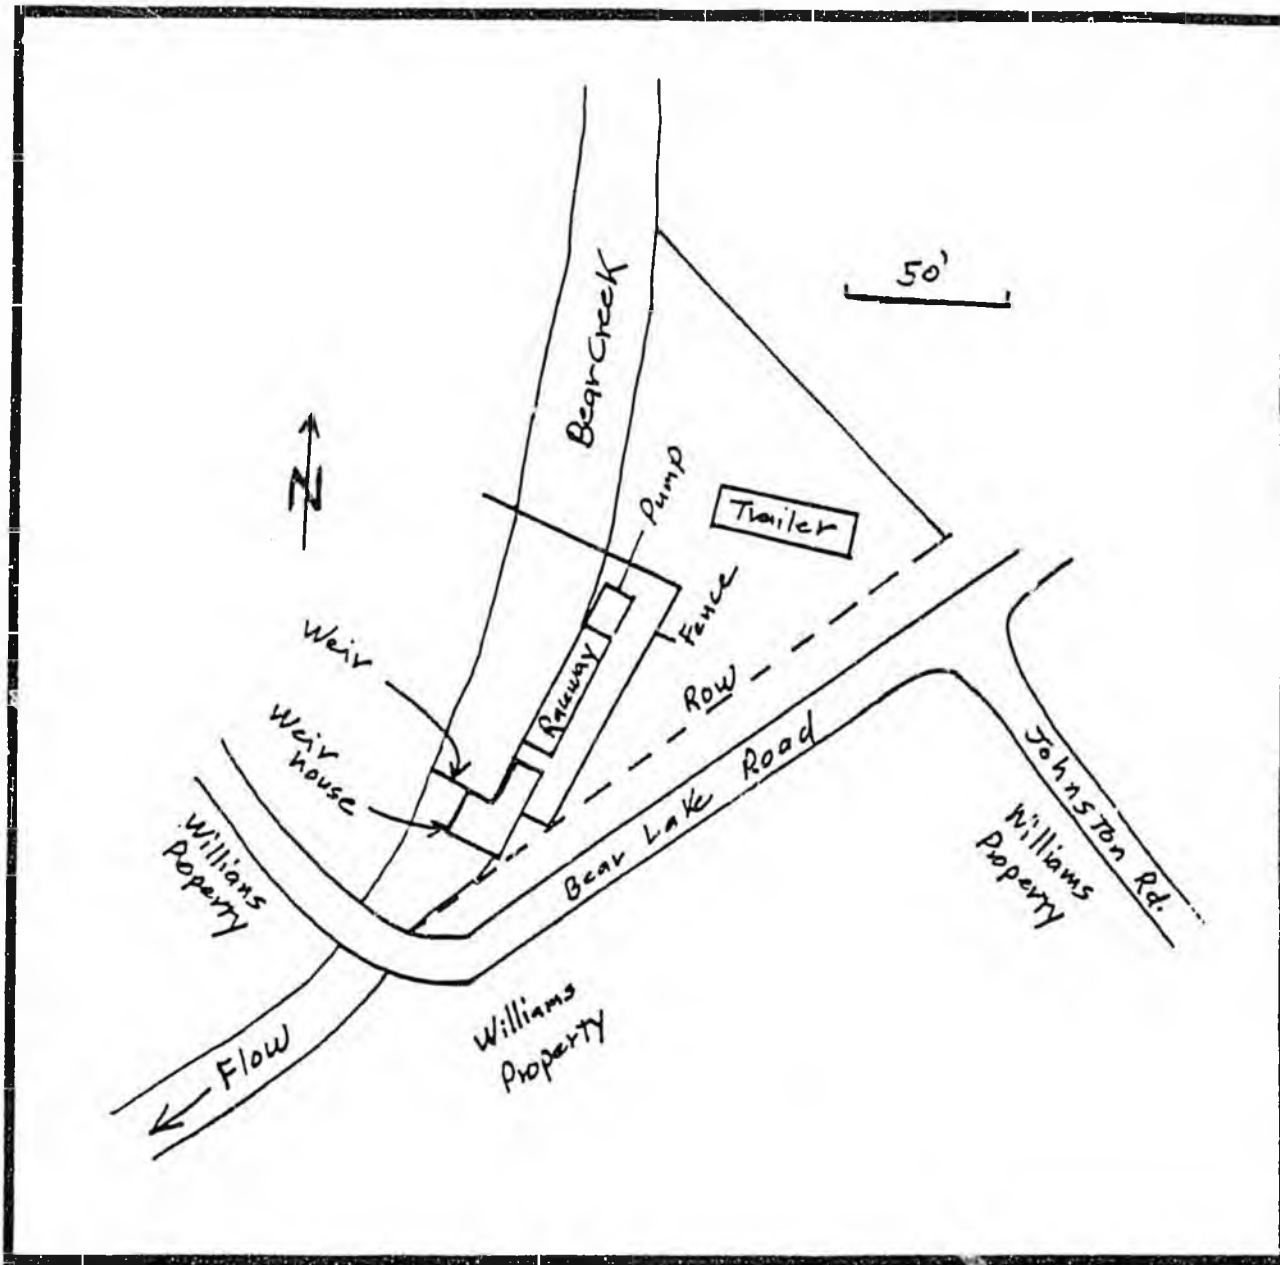 50'
Bear Creek
N
Pump
Trailer
Fence
Weir
Raceway
ROW
Weir
house
Bear Lake Road
Johnston Rd.
Williams
Property
Williams
Property
Williams
Property
Flow